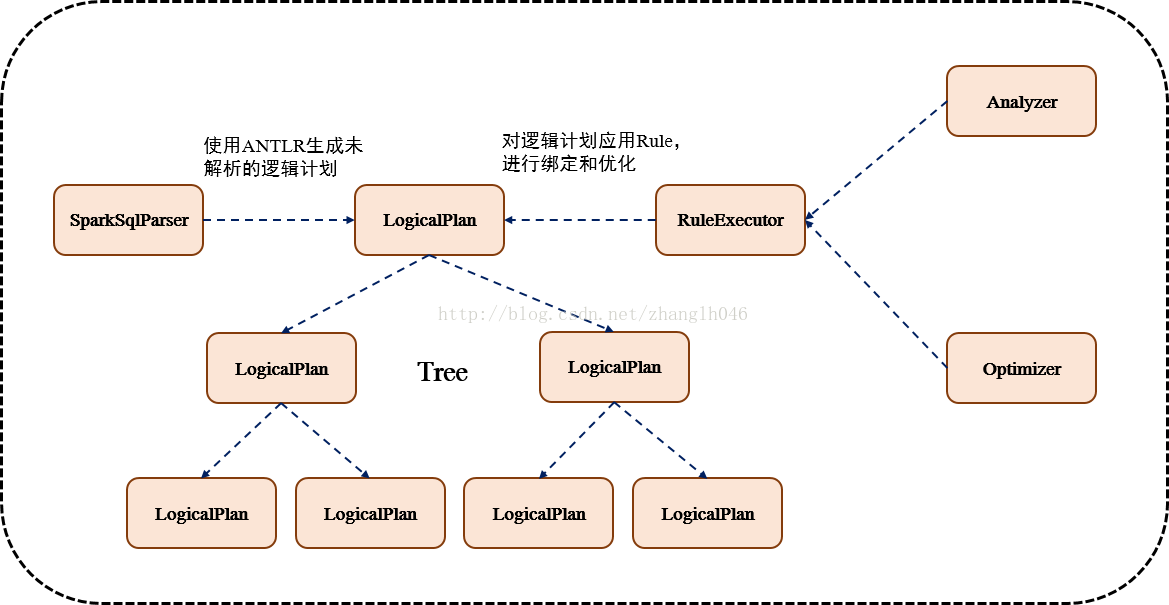 Analyzer
使用ANTLR生成未
解析的逻辑计划
对逻辑计划应用Rule，
进行绑定和优化
SparkSqlParser
LogicalPlan
RuleExecutor
http://blog.csdn.net/zhanglh046
LogicalPlan
Tree
LogicalPlan
Optimizer
LogicalPlan
LogicalPlan
LogicalPlan
LogicalPlan